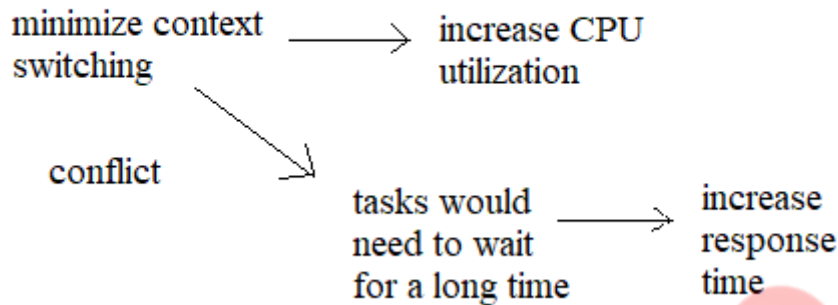 minimize context
switching
increase CPU
utilization
conflict
tasks would
need to wait
for a long time
increase
response
time